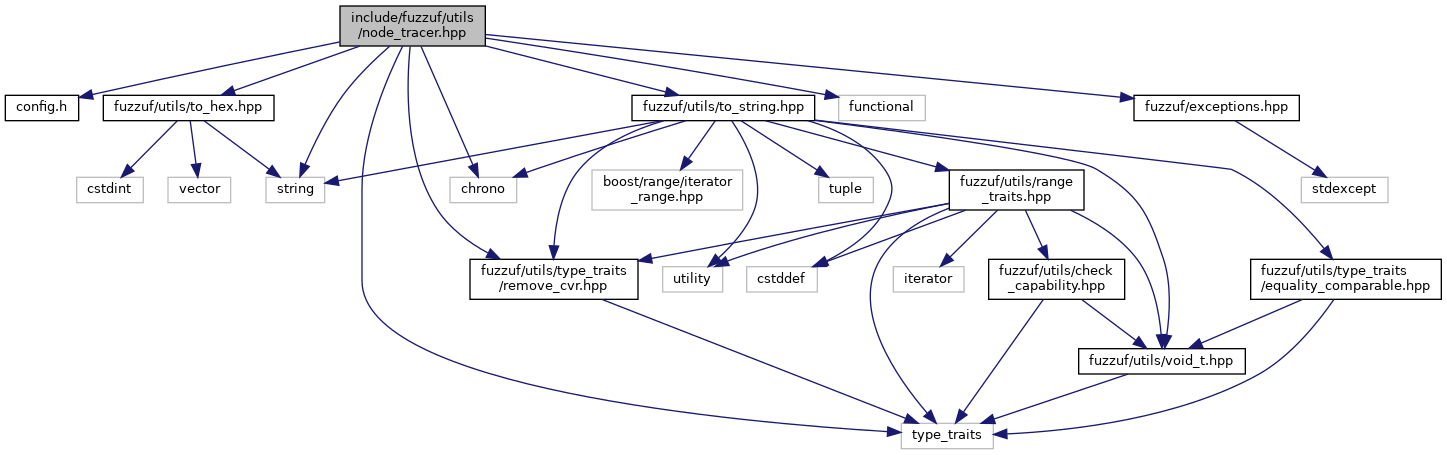 include/fuzzuf/utils
/node_tracer.hpp
config.h
fuzzuf/utils/to_hex.hpp
fuzzuf/utils/to_string.hpp
functional
fuzzuf/exceptions.hpp
cstdint
vector
string
chrono
boost/range/iterator
_range.hpp
tuple
fuzzuf/utils/range
_traits.hpp
stdexcept
fuzzuf/utils/type_traits
/remove_cvr.hpp
utility
cstddef
iterator
fuzzuf/utils/check
_capability.hpp
fuzzuf/utils/type_traits
/equality_comparable.hpp
fuzzuf/utils/void_t.hpp
type_traits